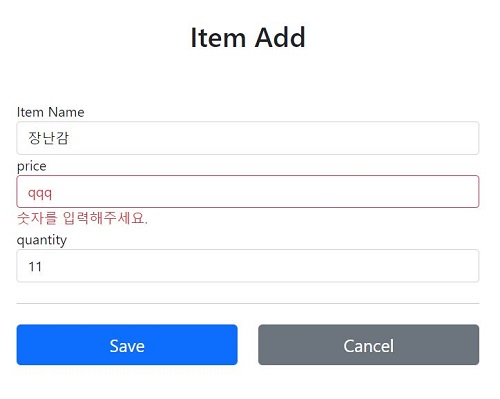 Item Add
Item Name
장난감
price
qqq
숫자를 입력해주세요.
quantity
11
Save
Cancel